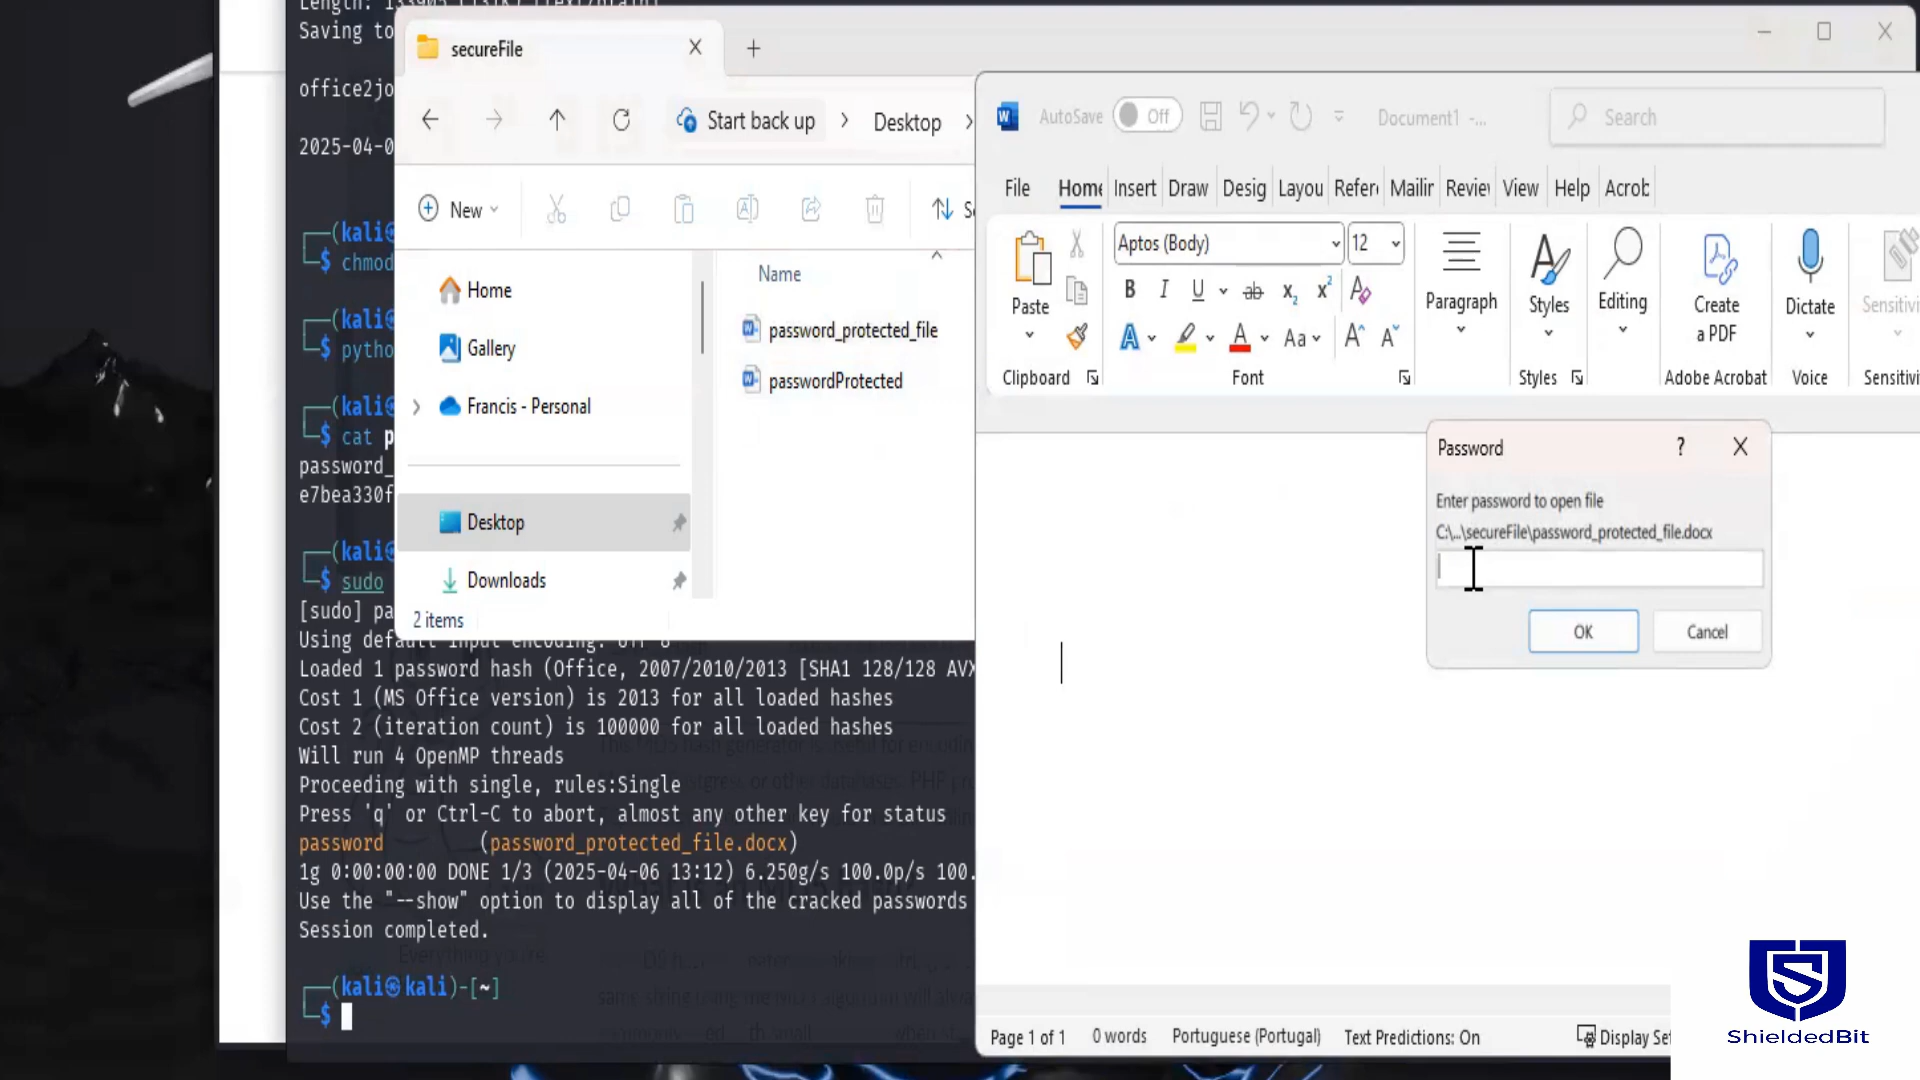 Saving to
office2jo
2025-04-0
(kali
$ chmod
(kali
$ pytho
(kali
$ cat p
password_
e7bea330f
(kali
$ sudo
[sudo] pa
Using default input encoding:
Loaded 1 password hash (Office, 2007/2010/2013 [SHA1 128/128 AVX
Cost 1 (MS Office version) is 2013 for all loaded hashes
Cost 2 (iteration count) is 100000 for all loaded hashes
Will run 4 OpenMP threads
Proceeding with single, rules:Single
Press 'q' or Ctrl-C to abort, almost any other key for status
password (password_protected_file.docx)
1g 0:00:00:00 DONE 1/3 (2025-04-06 13:12) 6.250g/s 100.0p/s 100.
Use the "--show" option to display all of the cracked passwords
Session completed.
(kali㉿kali)-[~]
$
secureFile
Start back up > Desktop >
New
Name
Home
Gallery
Francis - Personal
Desktop
Downloads
password_protected_file
passwordProtected
2 items
AutoSave Off Document1 -... Search
File Home Insert Draw Desig Layou Refer Mailin Review View Help Acrob
Aptos (Body) 12
Paste
Paragraph
Styles
Editing
Create
a PDF
Dictate
Sensitivi
Clipboard Font Styles Adobe Acrobat Voice Sensitivi
Password ?
Enter password to open file
C:\...\secureFile\password_protected_file.docx
OK Cancel
Page 1 of 1 0 words Portuguese (Portugal) Text Predictions: On Display Set
ShieldedBit